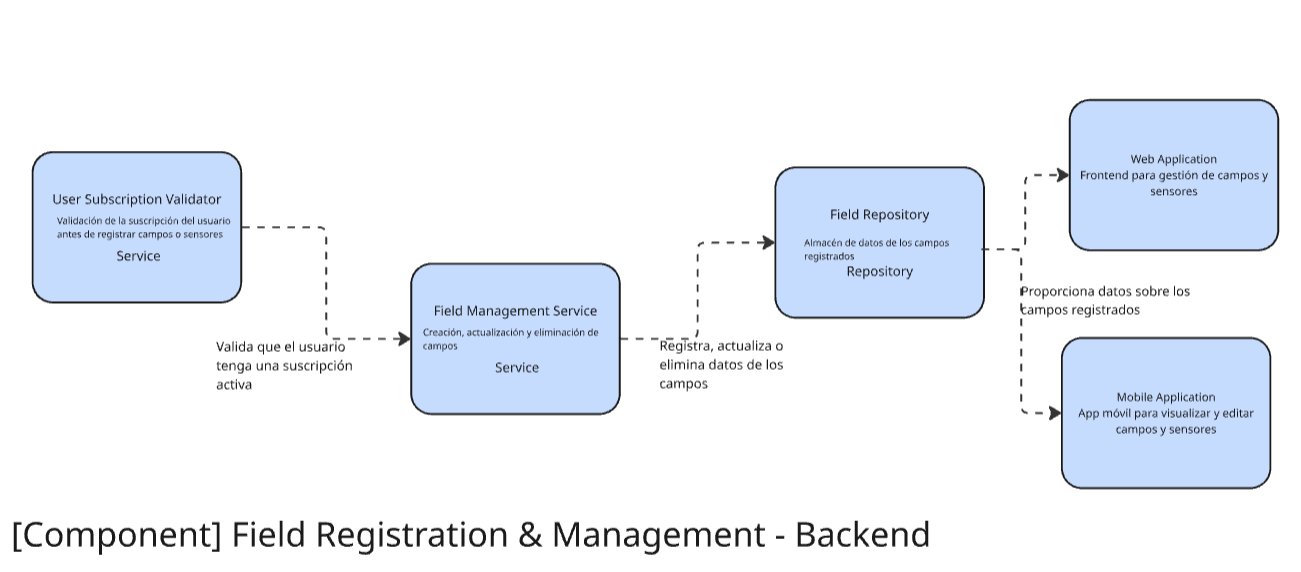 User Subscription Validator
Validación de la suscripción del usuario
antes de registrar campos o sensores
Service
Valida que el usuario
tenga una suscripción
activa
Field Management Service
Creación, actualización y eliminación de
campos
Service
Registra, actualiza o
elimina datos de los
campos
Field Repository
Almacén de datos de los campos
registrados
Repository
Web Application
Frontend para gestión de campos y
sensores
Proporciona datos sobre los
campos registrados
Mobile Application
App móvil para visualizar y editar
campos y sensores
[Component] Field Registration & Management - Backend